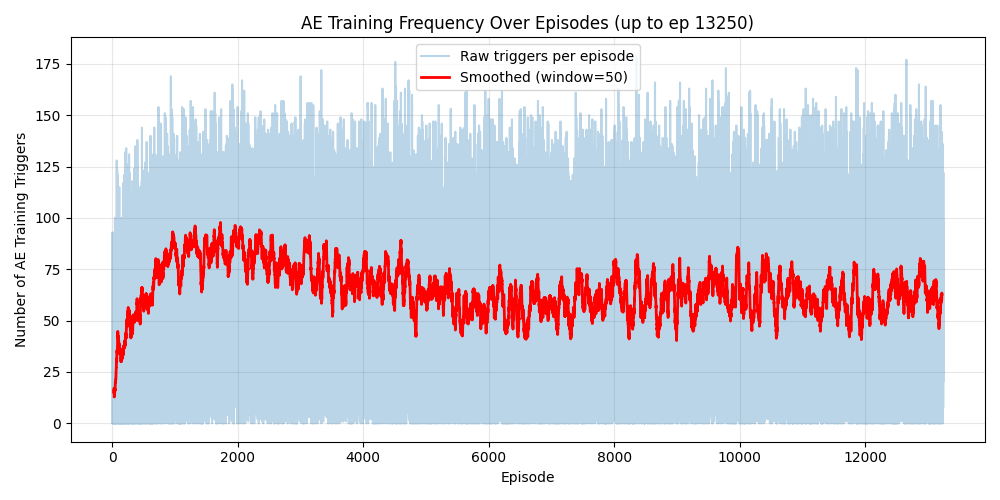 AE Training Frequency Over Episodes (up to ep 13250)
Raw triggers per episode
Smoothed (window=50)
Number of AE Training Triggers
175
150
125
100
75
50
25
0
0 2000 4000 6000 8000 10000 12000
Episode